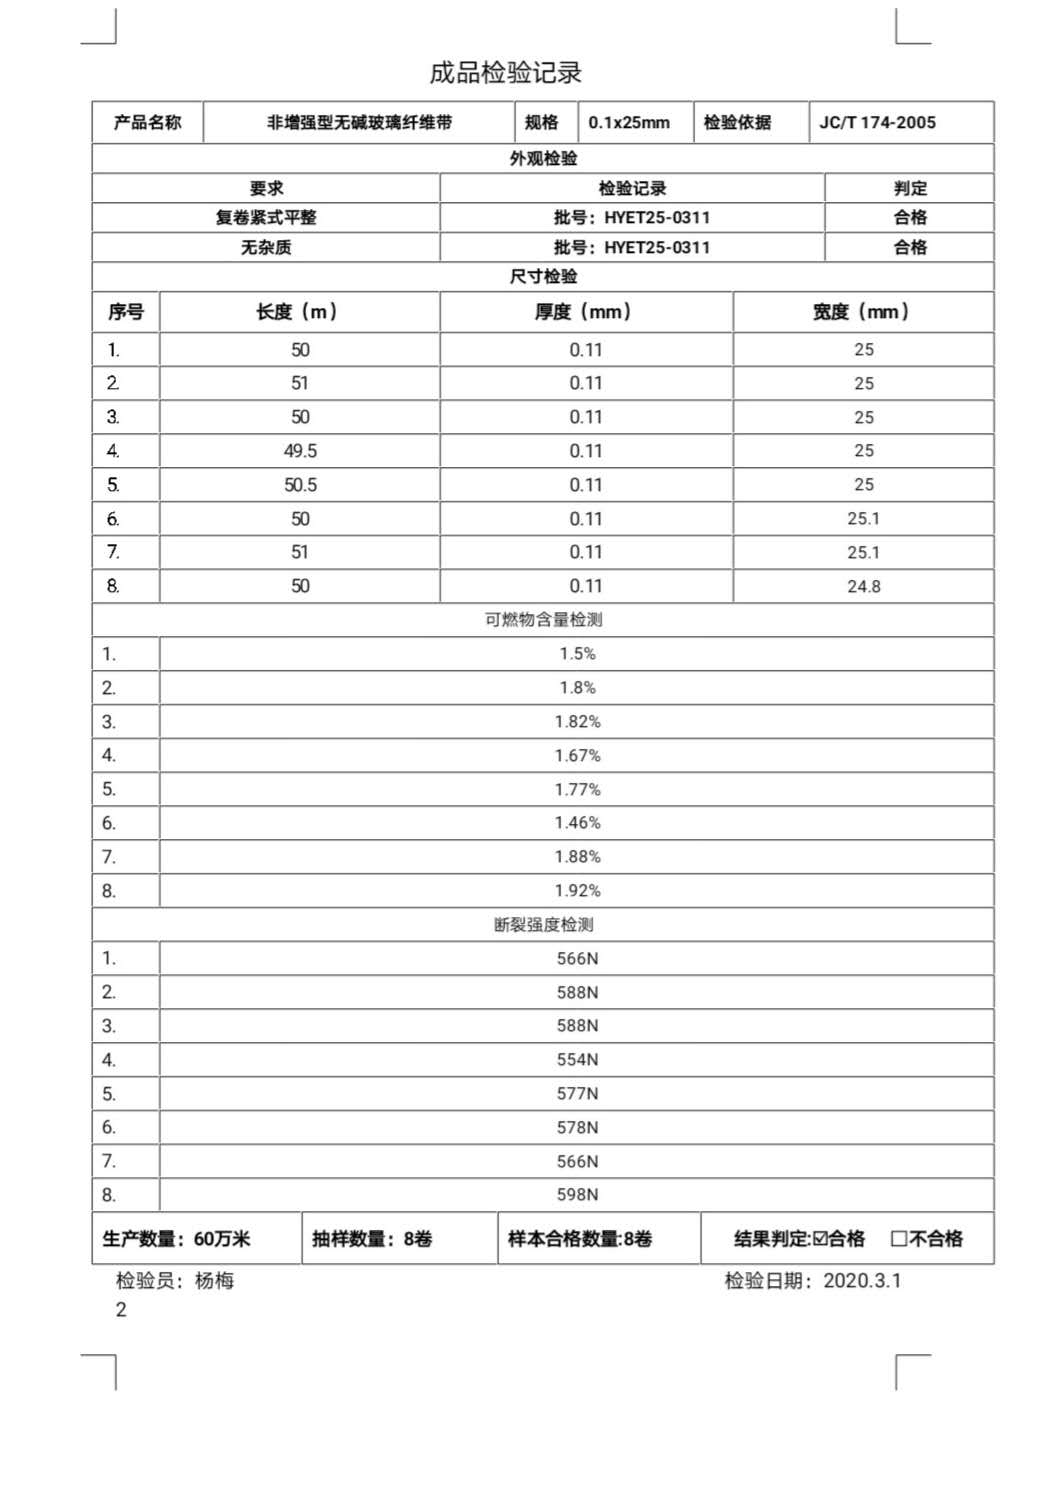 成品检验记录
产品名称 非增强型无碱玻璃纤维带 规格 0.1x25mm 检验依据 JC/T 174-2005
外观检验
要求 检验记录 判定
复卷紧式平整 批号：HYET25-0311 合格
无杂质 批号：HYET25-0311 合格
尺寸检验
序号 长度（m） 厚度（mm） 宽度（mm）
1. 50 0.11 25
2. 51 0.11 25
3. 50 0.11 25
4. 49.5 0.11 25
5. 50.5 0.11 25
6. 50 0.11 25.1
7. 51 0.11 25.1
8. 50 0.11 24.8
可燃物含量检测
1. 1.5%
2. 1.8%
3. 1.82%
4. 1.67%
5. 1.77%
6. 1.46%
7. 1.88%
8. 1.92%
断裂强度检测
1. 566N
2. 588N
3. 588N
4. 554N
5. 577N
6. 578N
7. 566N
8. 598N
生产数量：60万米 抽样数量：8卷 样本合格数量:8卷 结果判定:☑合格 □不合格
检验员：杨梅 检验日期：2020.3.1
2